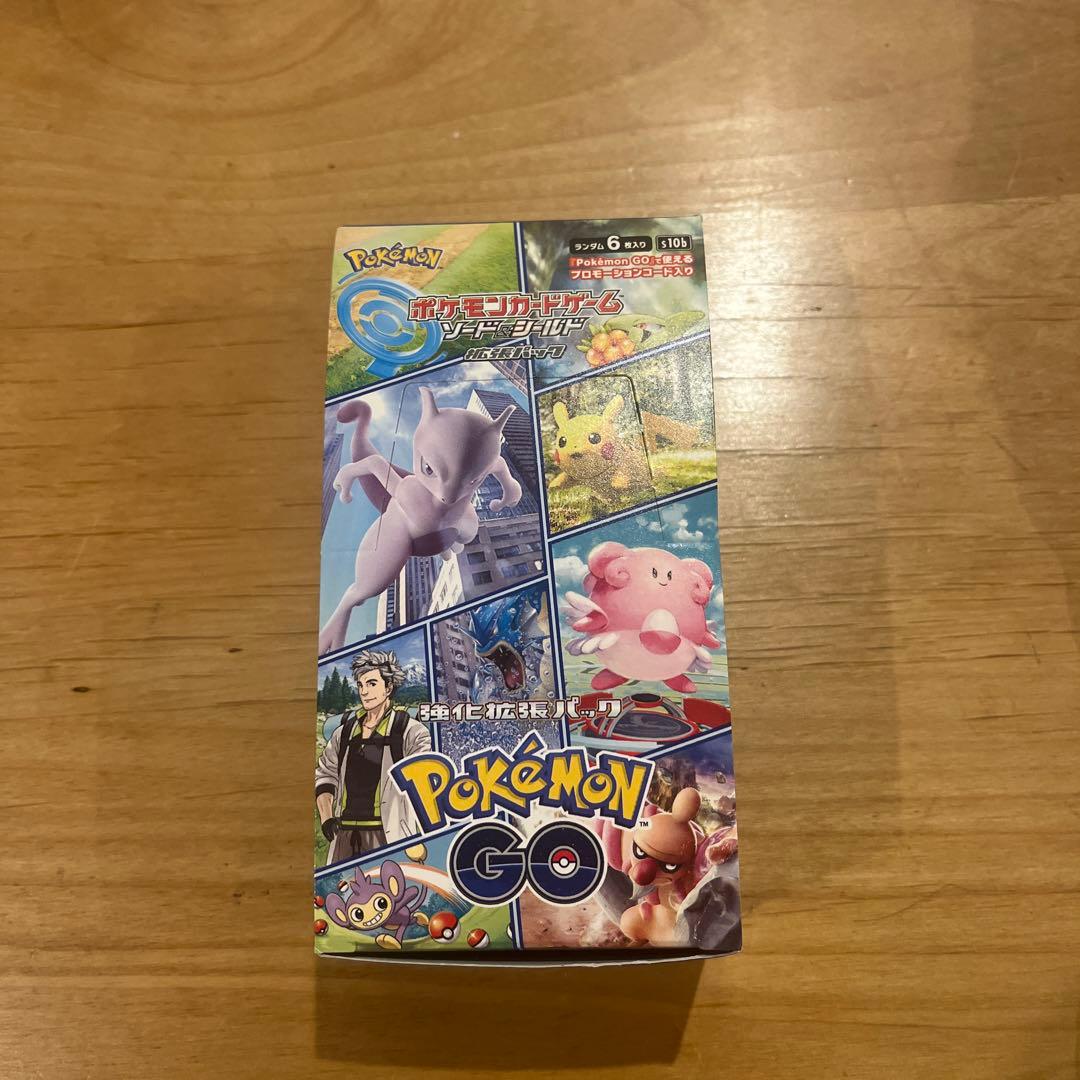 POKéMON
ランダム6枚入り s10b
『Pokémon GO』で使える
プロモーションコード入り
ポケモンカードゲーム
ソード&シールド
拡張パック
強化拡張パック
POKéMON
GO